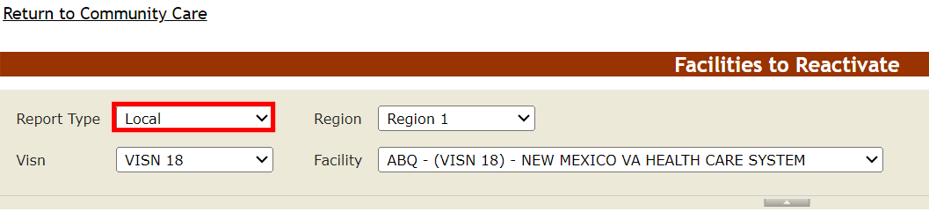 Return to Community Care
Facilities to Reactivate
Report Type Local Region Region 1
Visn VISN 18 Facility ABQ - (VISN 18) - NEW MEXICO VA HEALTH CARE SYSTEM